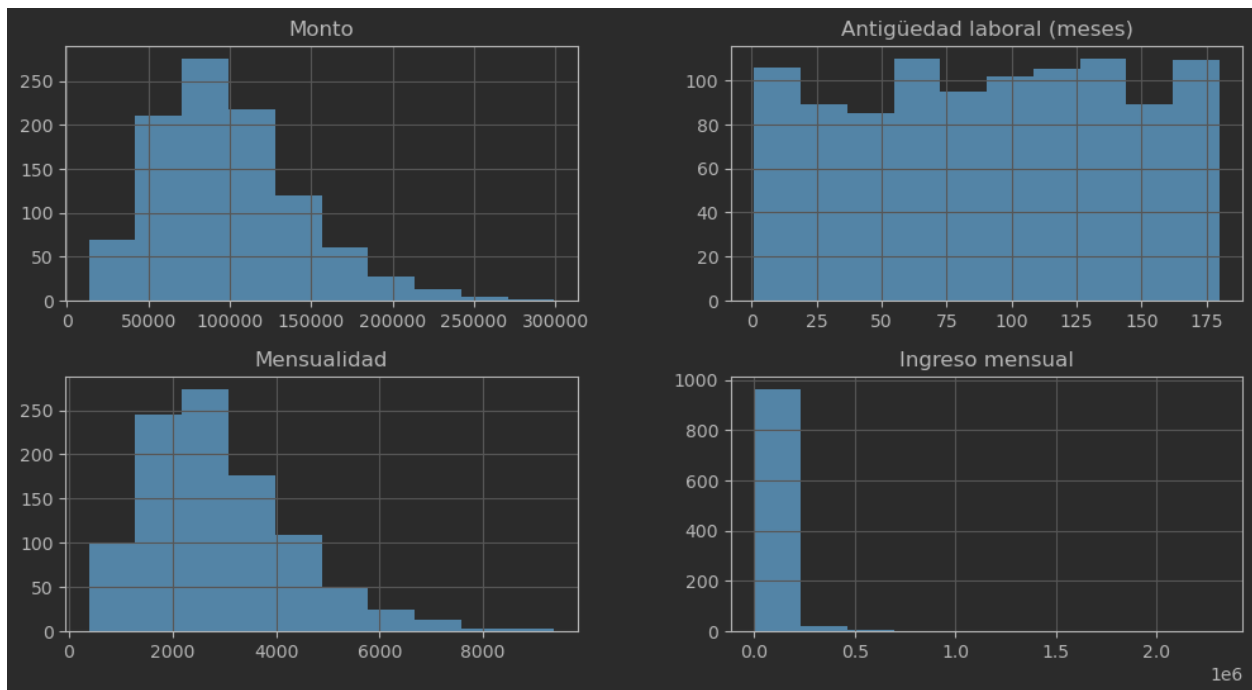 Monto
250
200
150
100
50
0
0 50000 100000 150000 200000 250000 300000
Antigüedad laboral (meses)
100
80
60
40
20
0
0 25 50 75 100 125 150 175
Mensualidad
250
200
150
100
50
0
0 2000 4000 6000 8000
Ingreso mensual
1000
800
600
400
200
0
0.0 0.5 1.0 1.5 2.0
1e6